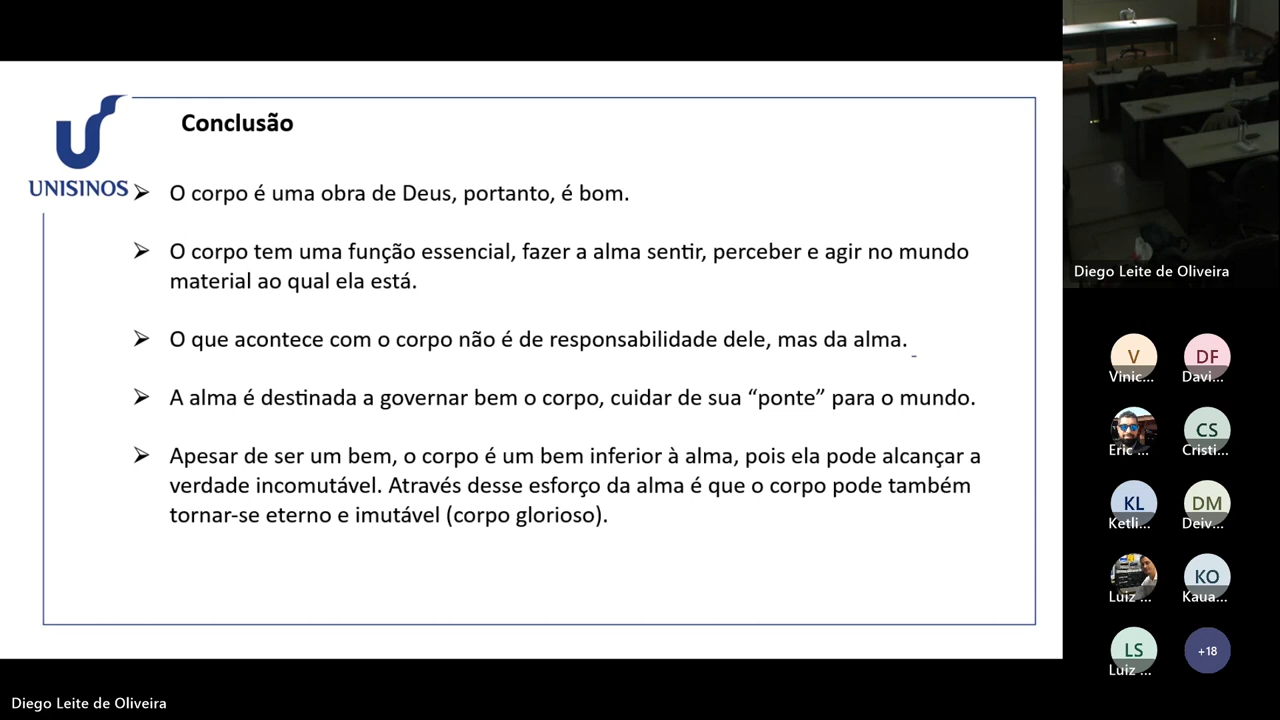 Conclusão
UNISINOS
➢ O corpo é uma obra de Deus, portanto, é bom.
➢ O corpo tem uma função essencial, fazer a alma sentir, perceber e agir no mundo
material ao qual ela está.
➢ O que acontece com o corpo não é de responsabilidade dele, mas da alma.
➢ A alma é destinada a governar bem o corpo, cuidar de sua “ponte” para o mundo.
➢ Apesar de ser um bem, o corpo é um bem inferior à alma, pois ela pode alcançar a
verdade incomutável. Através desse esforço da alma é que o corpo pode também
tornar-se eterno e imutável (corpo glorioso).
Diego Leite de Oliveira
V
Vinic...
DF
Davi...
Eric ...
CS
Cristi...
KL
Ketli...
DM
Deiv...
Luiz ...
KO
Kaua...
LS
Luiz ...
+18
Diego Leite de Oliveira